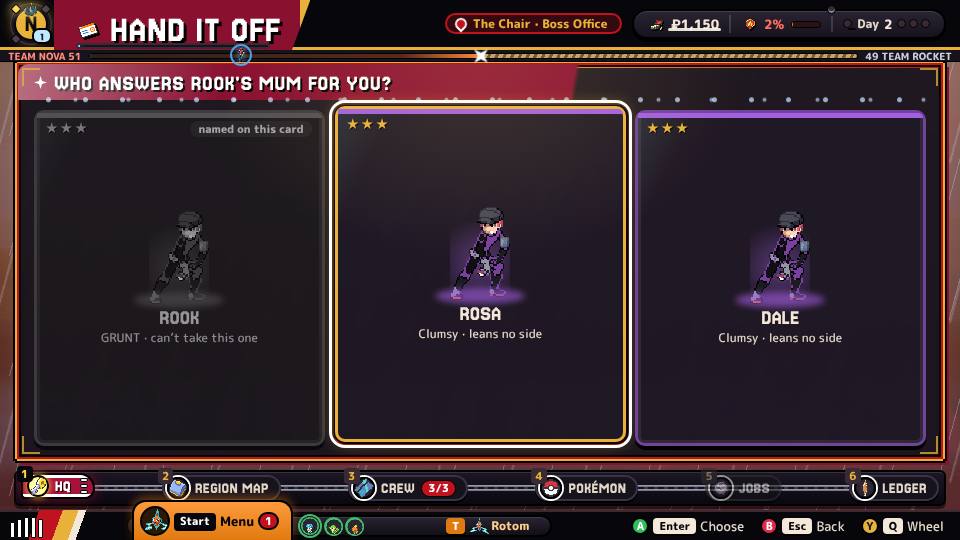 N
1
HAND IT OFF
The Chair · Boss Office
₽1,150
2%
Day 2
TEAM NOVA 51
49 TEAM ROCKET
WHO ANSWERS ROOK'S MUM FOR YOU?
named on this card
ROOK
GRUNT · can't take this one
ROSA
Clumsy · leans no side
DALE
Clumsy · leans no side
1 HQ
2 REGION MAP
3 CREW 3/3
4 POKÉMON
5 JOBS
6 LEDGER
Start Menu 1
T Rotom
A Enter Choose
B Esc Back
Y Q Wheel